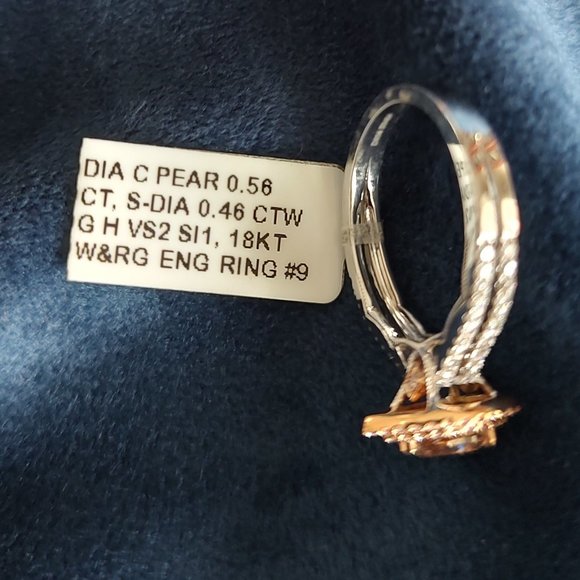 DIA C PEAR 0.56
CT, S-DIA 0.46 CTW
G H VS2 SI1, 18KT
W&RG ENG RING #9